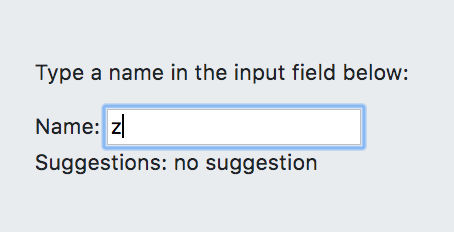 Type a name in the input field below:
Name: z
Suggestions: no suggestion